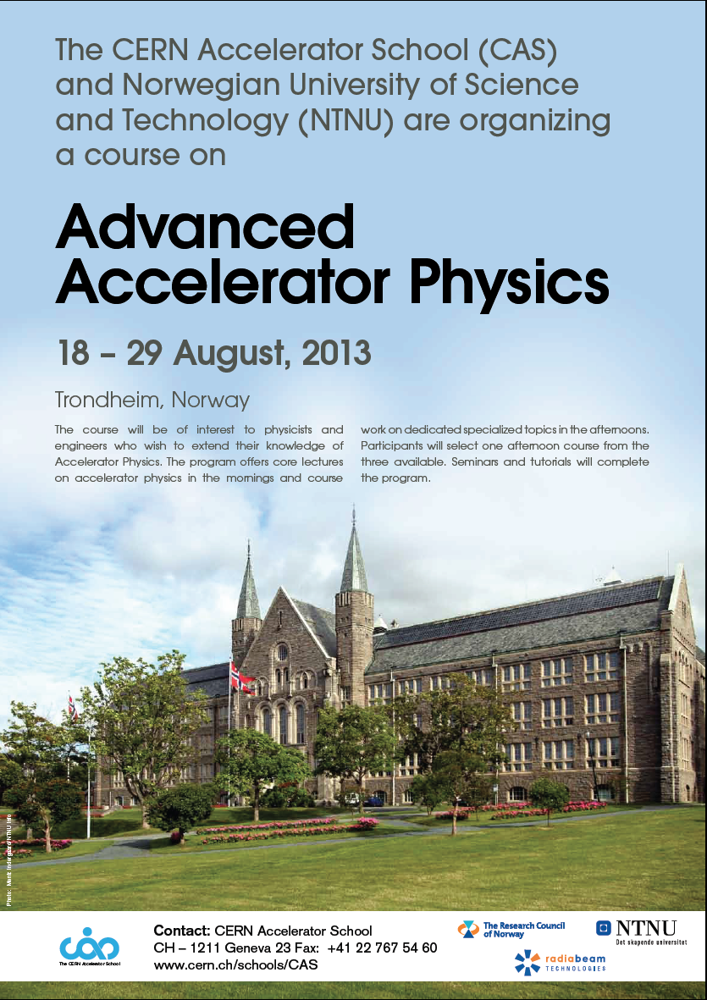 The CERN Accelerator School (CAS)
and Norwegian University of Science
and Technology (NTNU) are organizing
a course on
Advanced
Accelerator Physics
18 – 29 August, 2013
Trondheim, Norway
The course will be of interest to physicists and
engineers who wish to extend their knowledge of
Accelerator Physics. The program offers core lectures
on accelerator physics in the mornings and course
work on dedicated specialized topics in the afternoons.
Participants will select one afternoon course from the
three available. Seminars and tutorials will complete
the program.
Photo: Mentz Indergaard/NTNU Info
The CERN Accelerator School
Contact: CERN Accelerator School
CH – 1211 Geneva 23 Fax: +41 22 767 54 60
www.cern.ch/schools/CAS
The Research Council
of Norway
NTNU
Det skapende universitet
radiabeam
TECHNOLOGIES